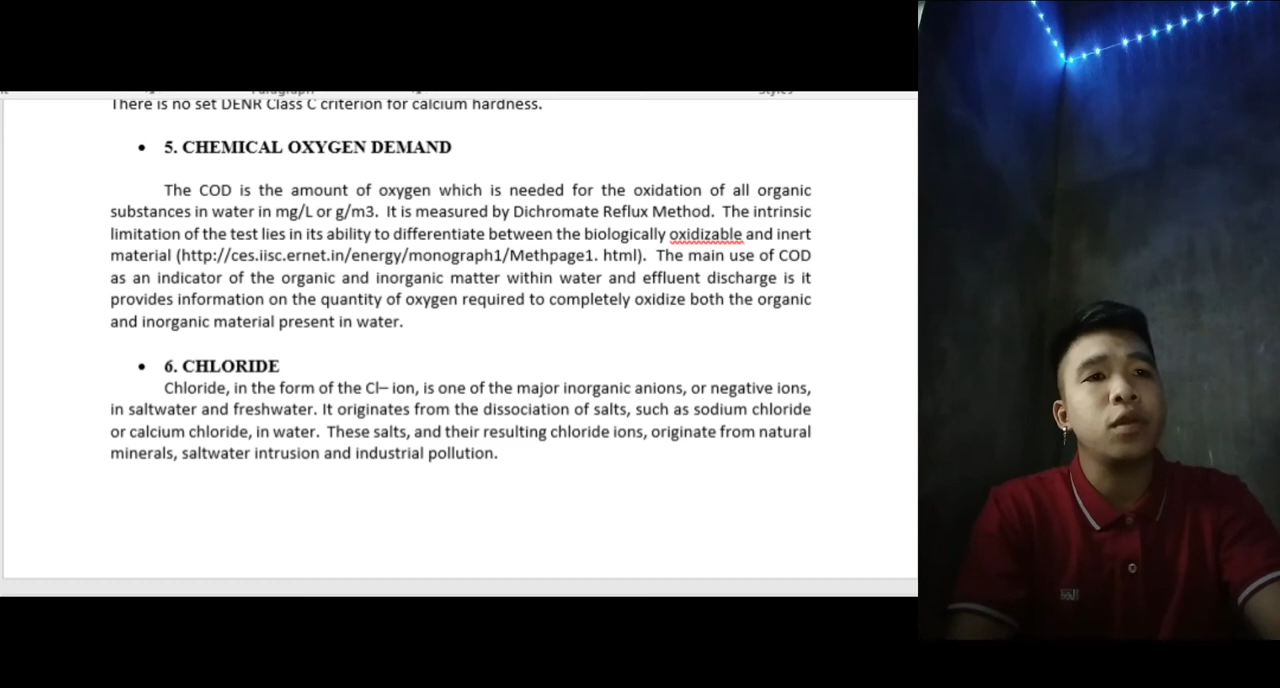 Paragraph
Styles
There is no set DENR Class C criterion for calcium hardness.
• 5. CHEMICAL OXYGEN DEMAND
The COD is the amount of oxygen which is needed for the oxidation of all organic
substances in water in mg/L or g/m3. It is measured by Dichromate Reflux Method. The intrinsic
limitation of the test lies in its ability to differentiate between the biologically oxidizable and inert
material (http://ces.iisc.ernet.in/energy/monograph1/Methpage1. html). The main use of COD
as an indicator of the organic and inorganic matter within water and effluent discharge is it
provides information on the quantity of oxygen required to completely oxidize both the organic
and inorganic material present in water.
• 6. CHLORIDE
Chloride, in the form of the Cl– ion, is one of the major inorganic anions, or negative ions,
in saltwater and freshwater. It originates from the dissociation of salts, such as sodium chloride
or calcium chloride, in water. These salts, and their resulting chloride ions, originate from natural
minerals, saltwater intrusion and industrial pollution.